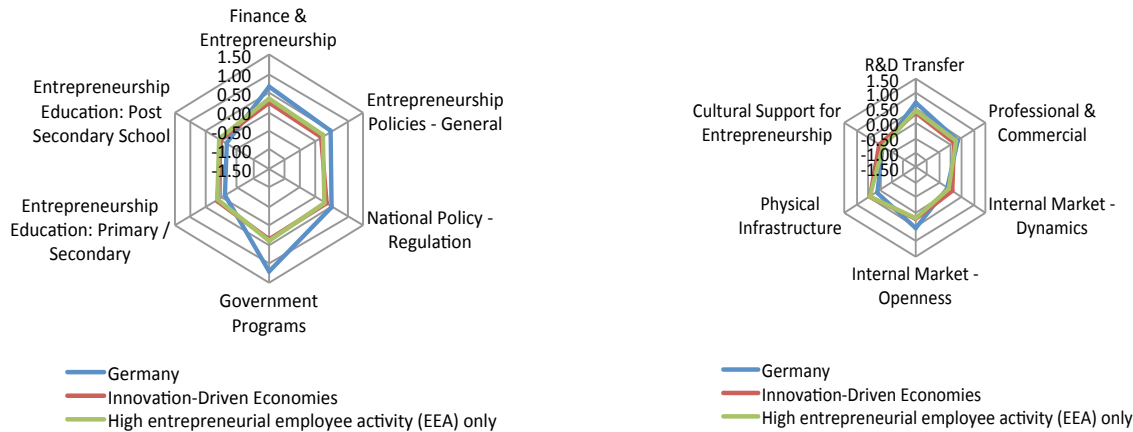 Finance &
Entrepreneurship
1.50
1.00
0.50
0.00
-0.50
-1.00
-1.50
Entrepreneurship
Policies - General
National Policy -
Regulation
Government
Programs
Entrepreneurship
Education: Primary /
Secondary
Entrepreneurship
Education: Post
Secondary School
Germany
Innovation-Driven Economies
High entrepreneurial employee activity (EEA) only
R&D Transfer
1.50
1.00
0.50
0.00
-0.50
-1.00
-1.50
Professional &
Commercial
Internal Market -
Dynamics
Internal Market -
Openness
Physical
Infrastructure
Cultural Support for
Entrepreneurship
Germany
Innovation-Driven Economies
High entrepreneurial employee activity (EEA) only